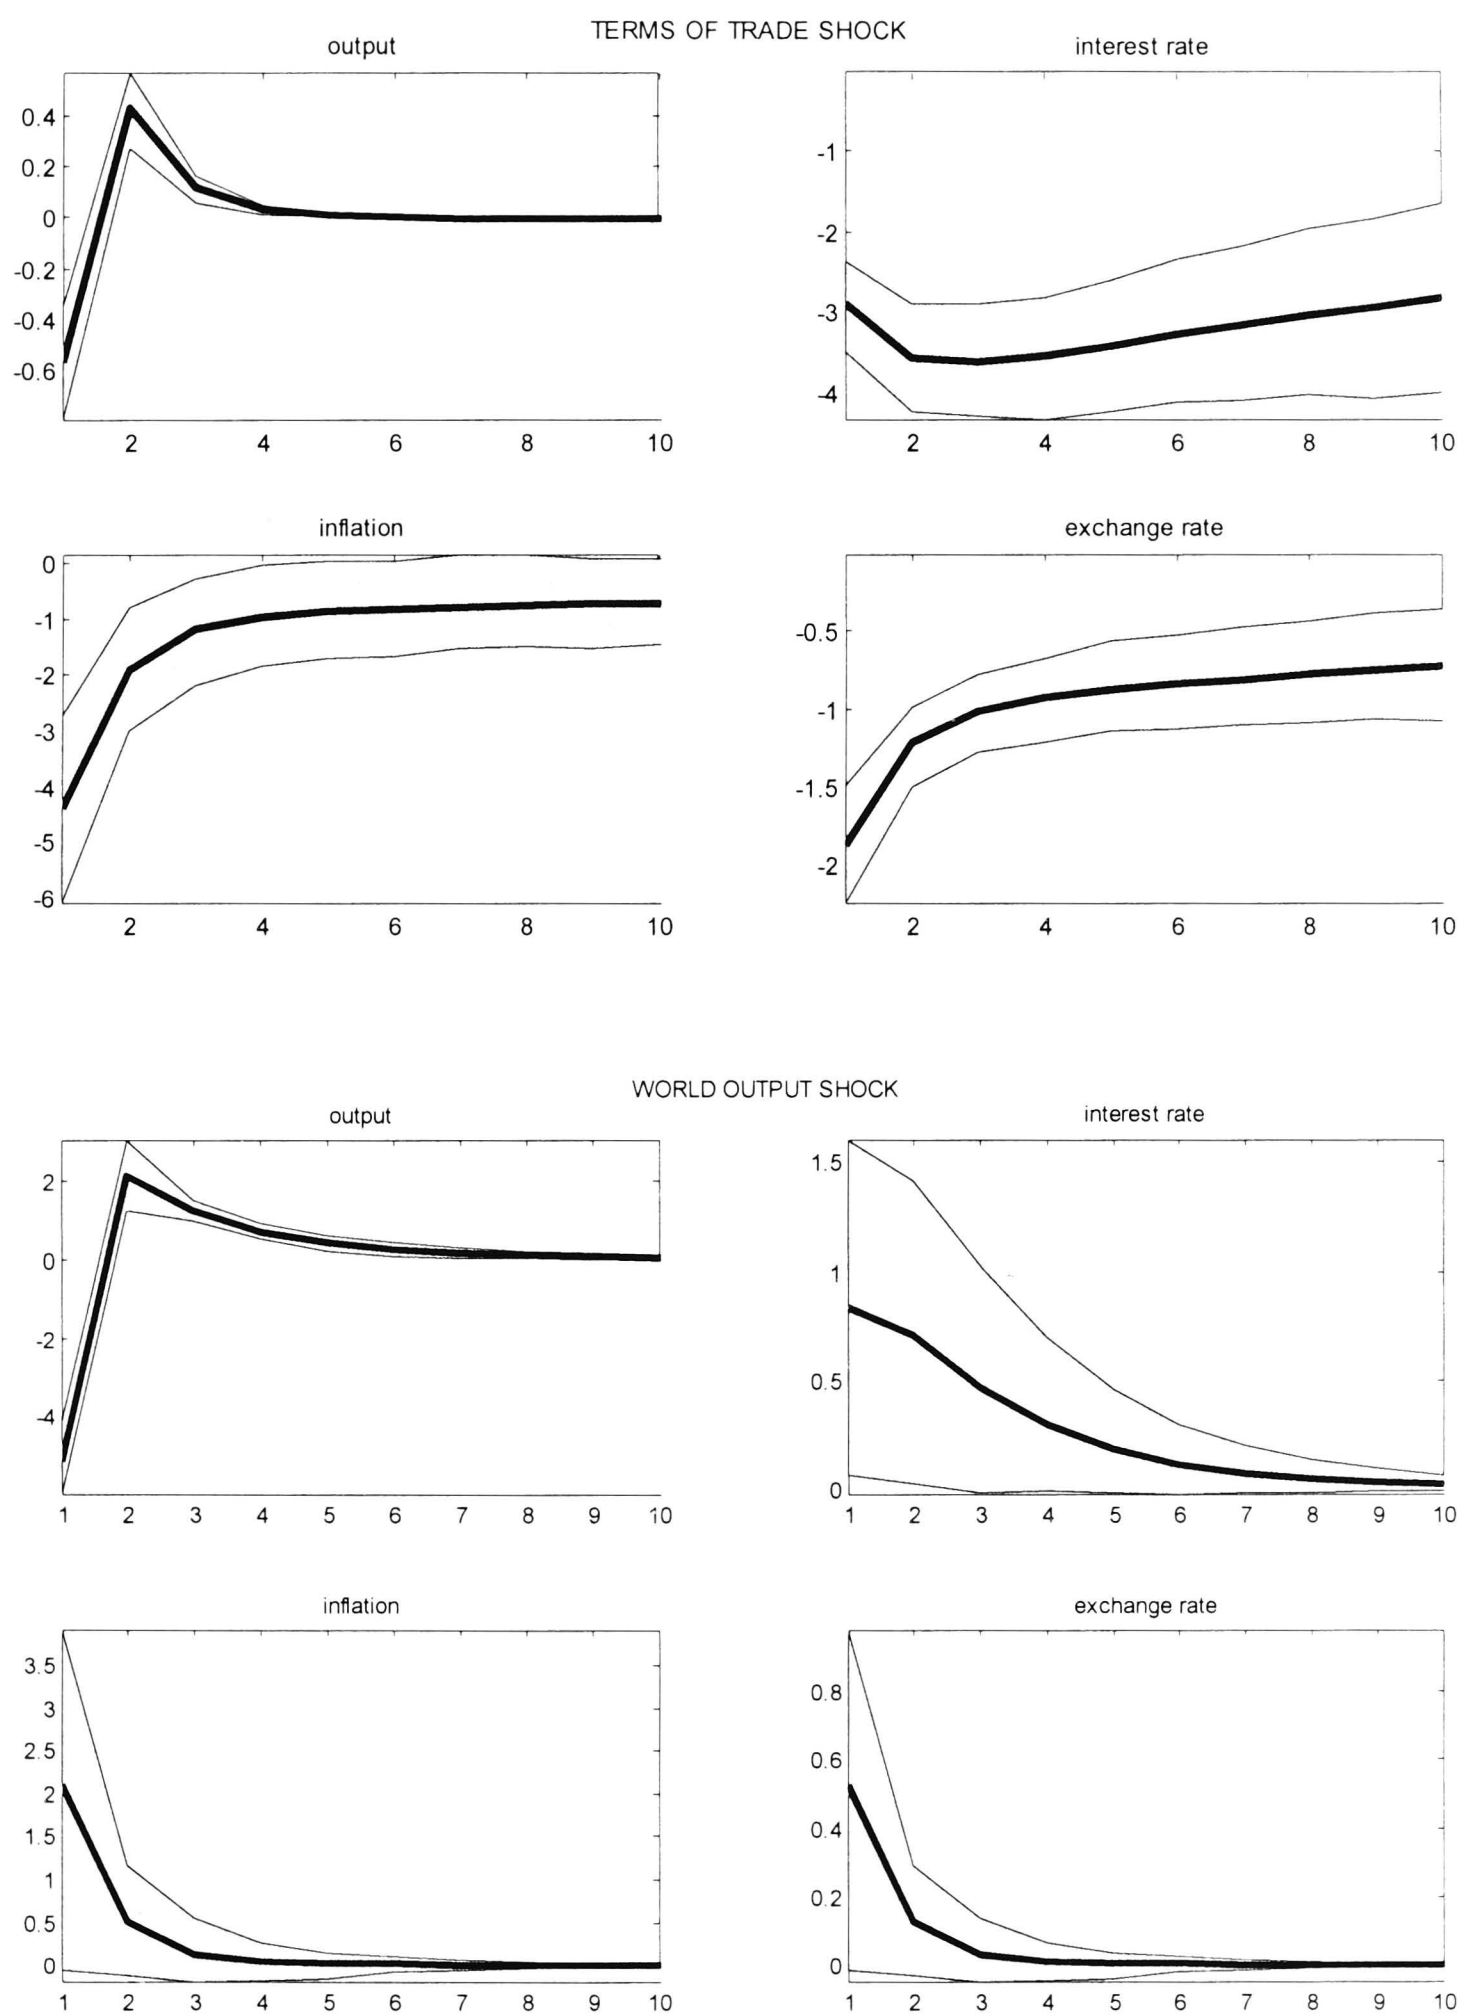 TERMS OF TRADE SHOCK
output
0.4
0.2
0
-0.2
-0.4
-0.6
2 4 6 8 10
interest rate
-1
-2
-3
-4
2 4 6 8 10
inflation
0
-1
-2
-3
-4
-5
-6
2 4 6 8 10
exchange rate
-0.5
-1
-1.5
-2
2 4 6 8 10
WORLD OUTPUT SHOCK
output
2
0
-2
-4
1 2 3 4 5 6 7 8 9 10
interest rate
1.5
1
0.5
0
1 2 3 4 5 6 7 8 9 10
inflation
3.5
3
2.5
2
1.5
1
0.5
0
1 2 3 4 5 6 7 8 9 10
exchange rate
0.8
0.6
0.4
0.2
0
1 2 3 4 5 6 7 8 9 10